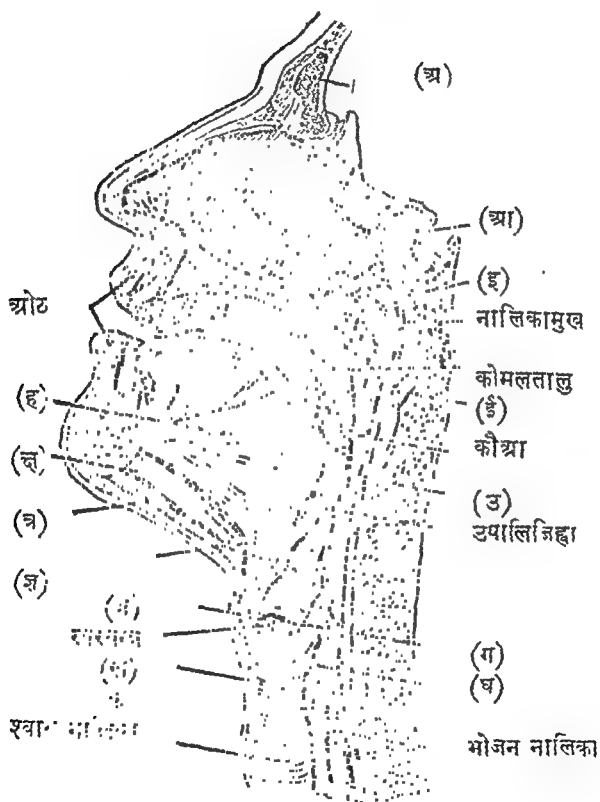 (अ)
(आ)
(इ)
नालिकामुख
ओठ
कोमलतालु
(ई)
(ह)
कौआ
(क्ष)
(उ)
(त्र)
उपालिजिह्वा
(ज्ञ)
(ग)
(घ)
भोजन नालिका